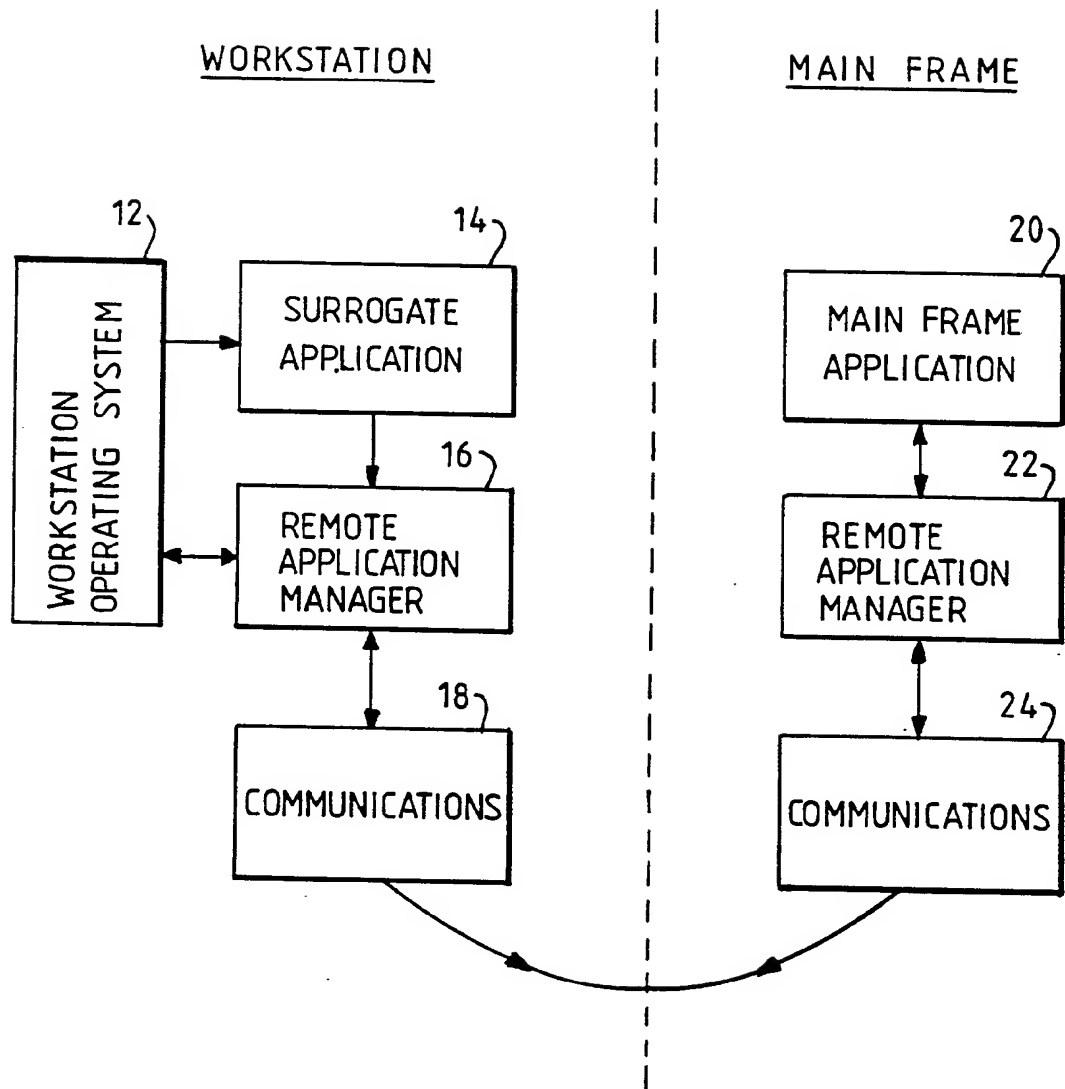 WORKSTATION
MAIN FRAME
12
14
20
WORKSTATION
OPERATING SYSTEM
SURROGATE
APPLICATION
MAIN FRAME
APPLICATION
16
22
REMOTE
APPLICATION
MANAGER
REMOTE
APPLICATION
MANAGER
18
24
COMMUNICATIONS
COMMUNICATIONS